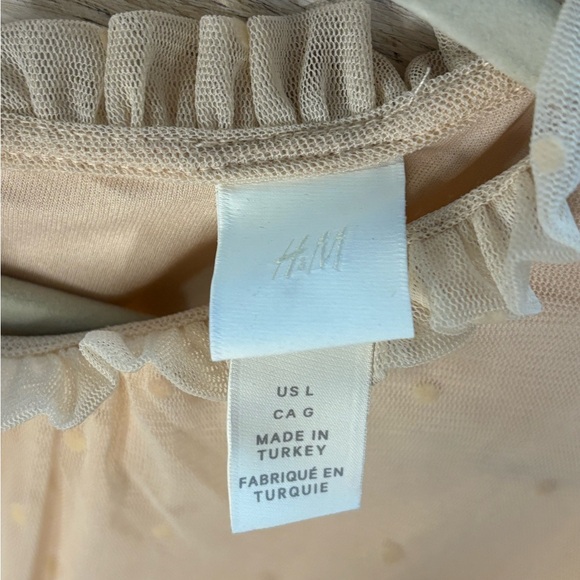 H&M
US L
CA G
MADE IN
TURKEY
FABRIQUÉ EN
TURQUIE